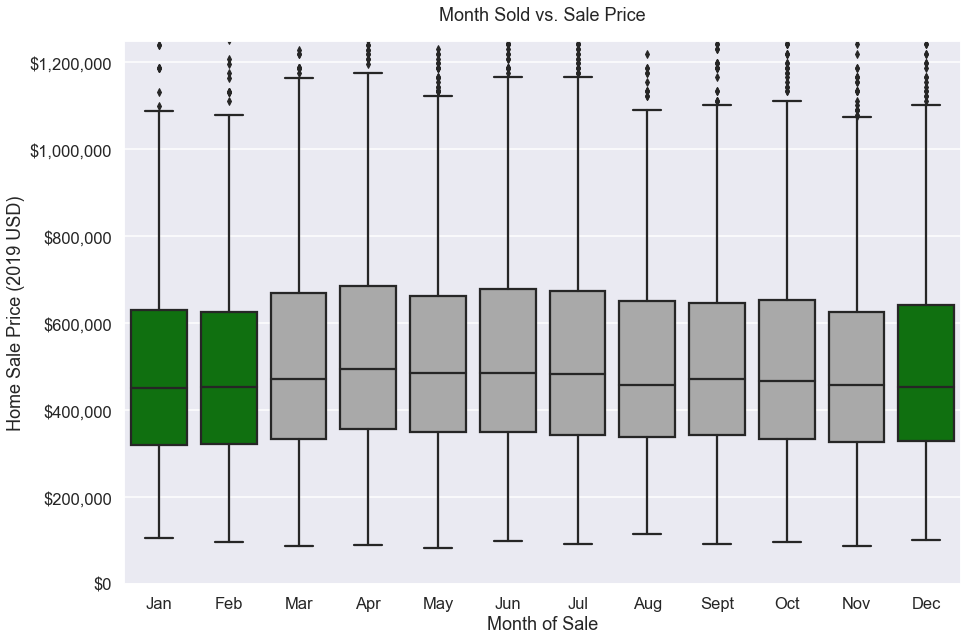 Month Sold vs. Sale Price
$1,200,000
$1,000,000
$800,000
$600,000
$400,000
$200,000
$0
Home Sale Price (2019 USD)
Jan Feb Mar Apr May Jun Jul Aug Sept Oct Nov Dec
Month of Sale